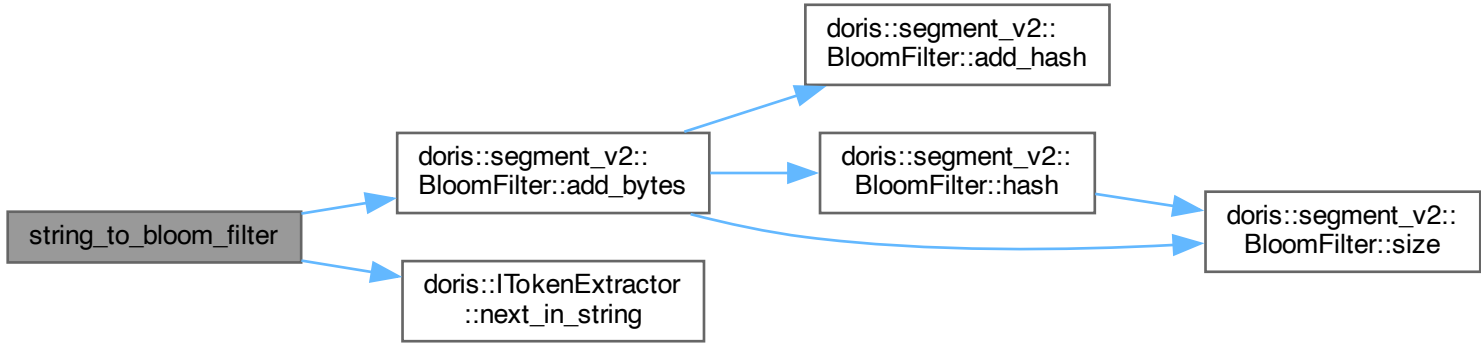 doris::segment_v2::
BloomFilter::add_hash
doris::segment_v2::
BloomFilter::add_bytes
doris::segment_v2::
BloomFilter::hash
doris::segment_v2::
BloomFilter::size
string_to_bloom_filter
doris::ITokenExtractor
::next_in_string